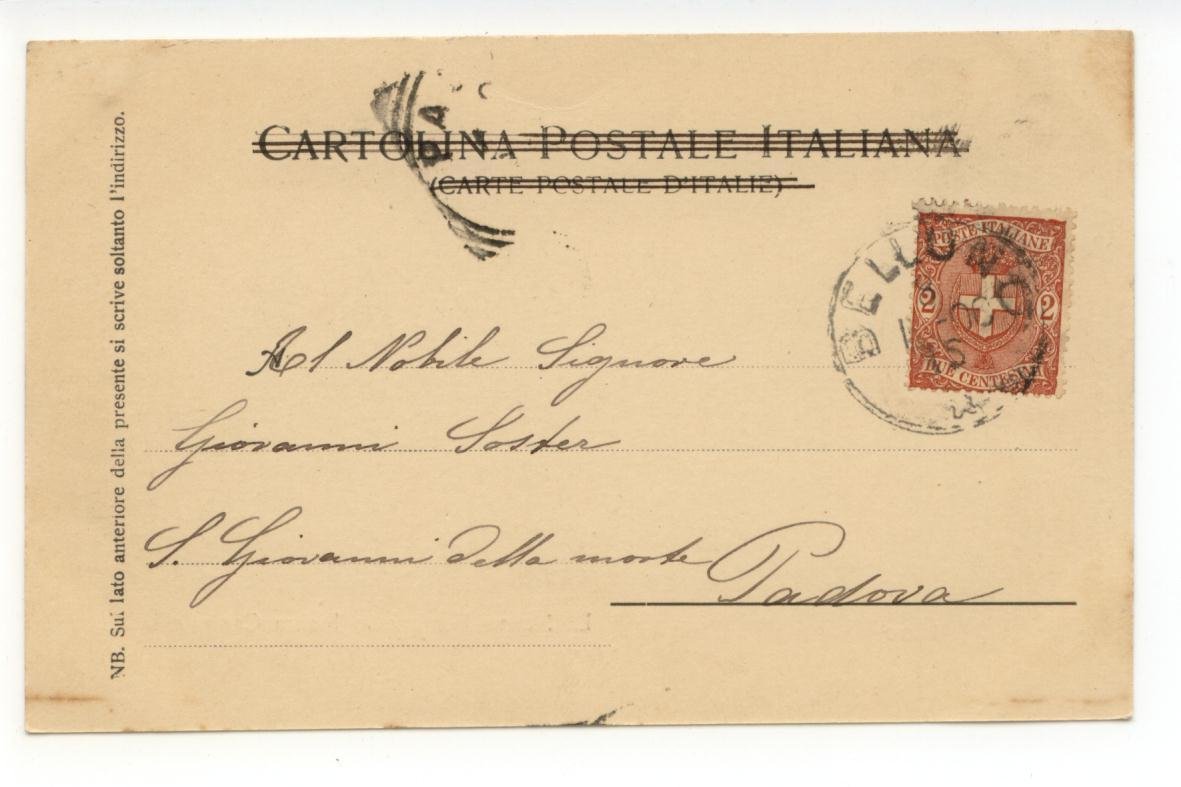 CARTOLINA POSTALE ITALIANA
(CARTE POSTALE D'ITALIE)
NB. Sul lato anteriore della presente si scrive soltanto l'indirizzo.
POSTE ITALIANE
2 2
DUE CENTESIMI
BELLUNO
Al Nobile Signore
Giovanni Soster
S. Giovanni della morte
Padova